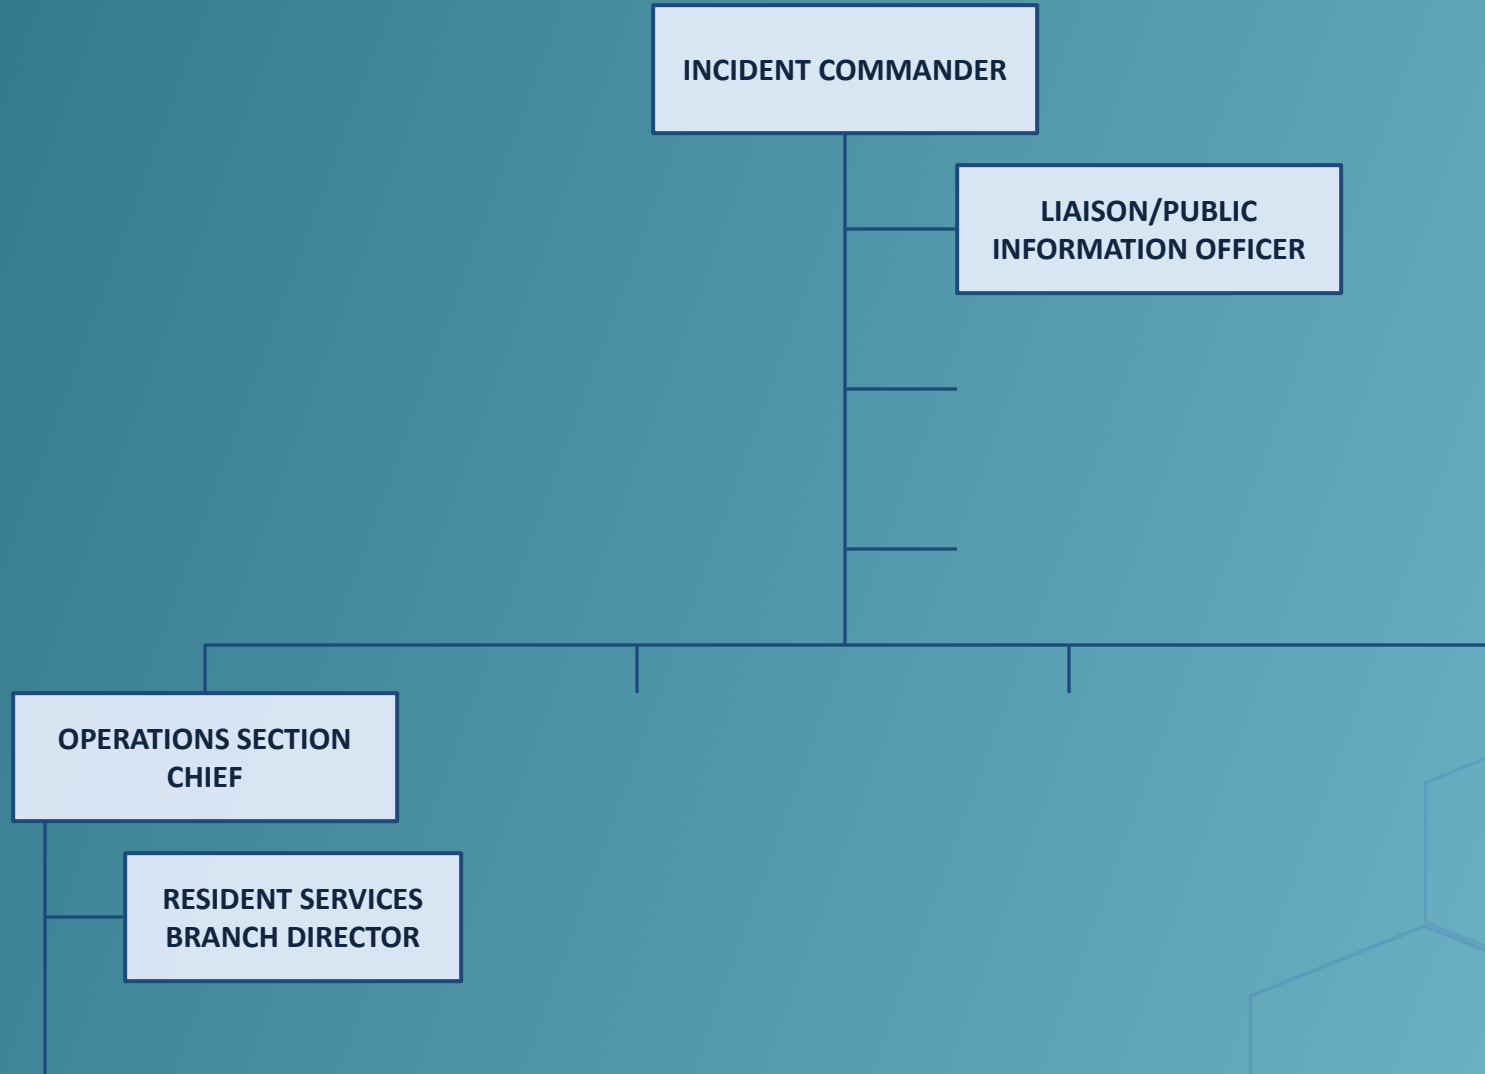 INCIDENT COMMANDER
LIAISON/PUBLIC
INFORMATION OFFICER
OPERATIONS SECTION
CHIEF
RESIDENT SERVICES
BRANCH DIRECTOR